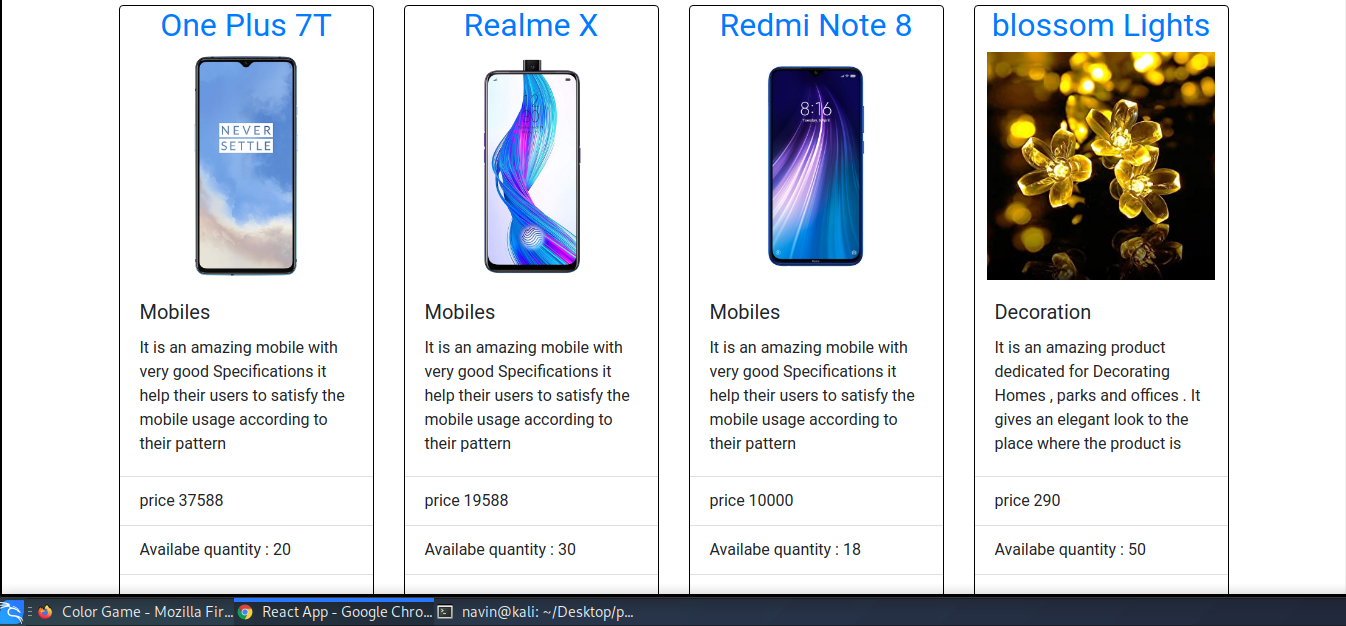 One Plus 7T
NEVER
SETTLE
Mobiles
It is an amazing mobile with
very good Specifications it
help their users to satisfy the
mobile usage according to
their pattern
price 37588
Availabe quantity : 20
Realme X
Mobiles
It is an amazing mobile with
very good Specifications it
help their users to satisfy the
mobile usage according to
their pattern
price 19588
Availabe quantity : 30
Redmi Note 8
8:16
Mobiles
It is an amazing mobile with
very good Specifications it
help their users to satisfy the
mobile usage according to
their pattern
price 10000
Availabe quantity : 18
blossom Lights
Decoration
It is an amazing product
dedicated for Decorating
Homes , parks and offices . It
gives an elegant look to the
place where the product is
price 290
Availabe quantity : 50
Color Game - Mozilla Fir...
React App - Google Chro...
navin@kali: ~/Desktop/p...